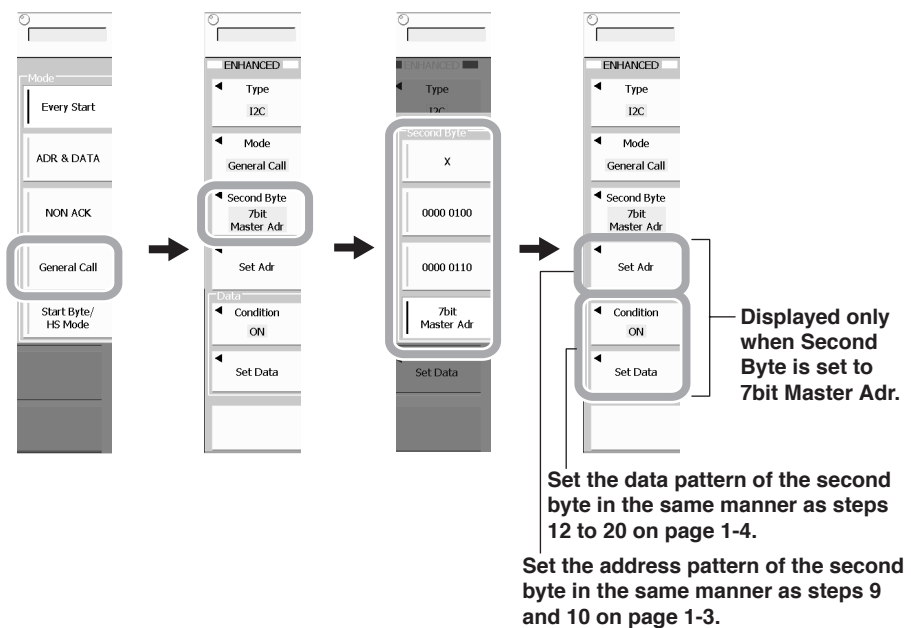 Mode
Every Start
ADR & DATA
NON ACK
General Call
Start Byte/
HS Mode
ENHANCED
Type
I2C
Mode
General Call
Second Byte
7bit
Master Adr
Set Adr
Data
Condition
ON
Set Data
ENHANCED
Type
I2C
Second Byte
X
0000 0100
0000 0110
7bit
Master Adr
Set Data
ENHANCED
Type
I2C
Mode
General Call
Second Byte
7bit
Master Adr
Set Adr
Condition
ON
Set Data
Displayed only
when Second
Byte is set to
7bit Master Adr.
Set the data pattern of the second
byte in the same manner as steps
12 to 20 on page 1-4.
Set the address pattern of the second
byte in the same manner as steps 9
and 10 on page 1-3.